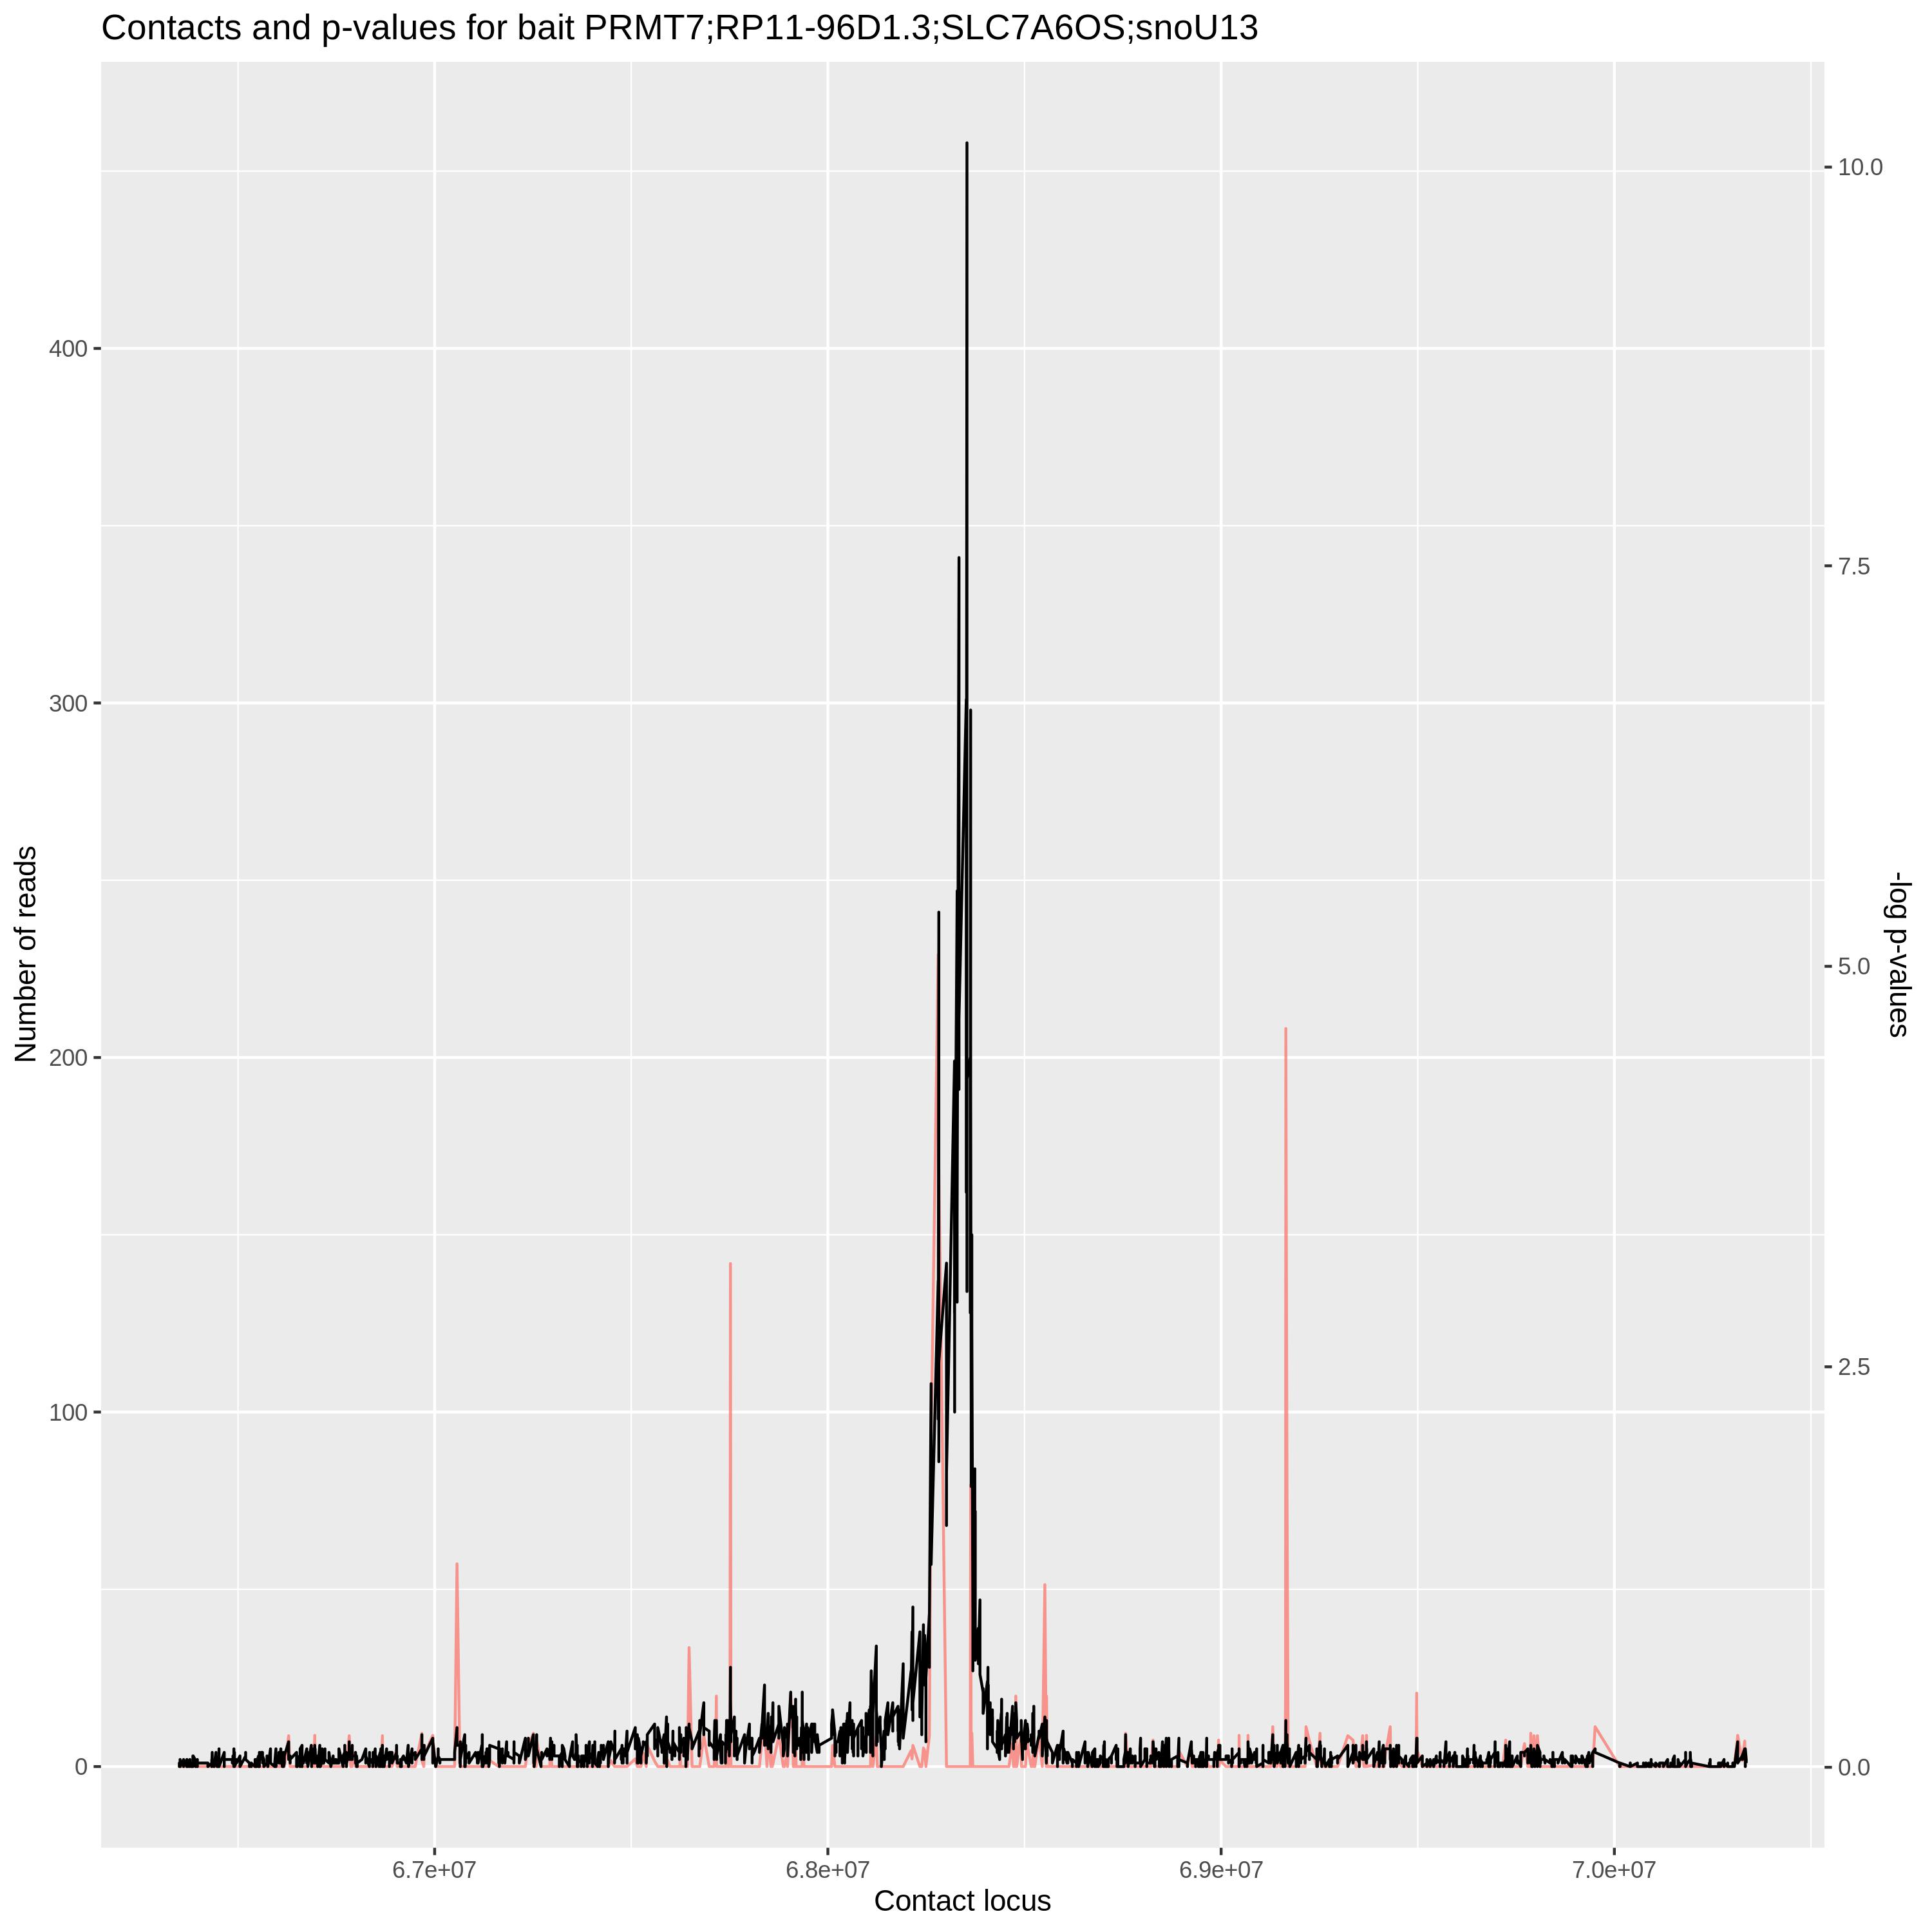 Contacts and p-values for bait PRMT7;RP11-96D1.3;SLC7A6OS;snoU13
Number of reads
400
300
200
100
0
10.0
7.5
5.0
2.5
0.0
-log p-values
6.7e+07 6.8e+07 6.9e+07 7.0e+07
Contact locus